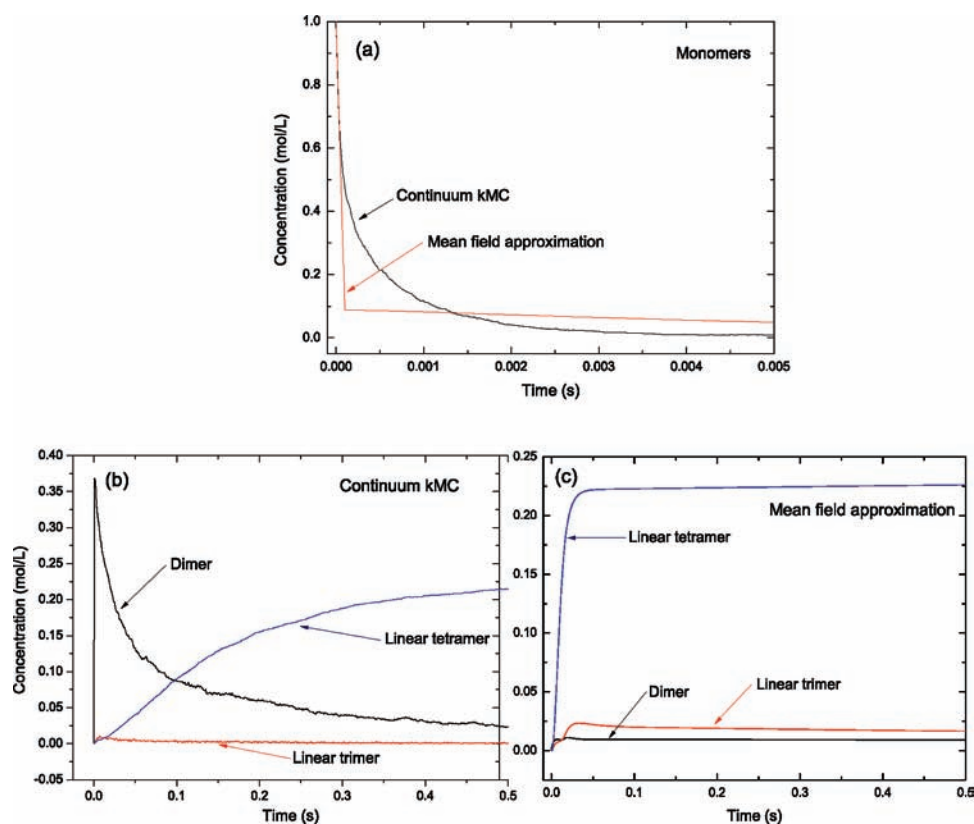 (a)
Monomers
Concentration (mol/L)
1.0
0.8
0.6
0.4
0.2
0.0
Continuum kMC
Mean field approximation
0.000 0.001 0.002 0.003 0.004 0.005
Time (s)
(b)
Continuum kMC
Concentration (mol/L)
0.40
0.35
0.30
0.25
0.20
0.15
0.10
0.05
0.00
-0.05
Dimer
Linear tetramer
Linear trimer
0.0 0.1 0.2 0.3 0.4 0.5
Time (s)
(c)
Mean field approximation
0.25
0.20
0.15
0.10
0.05
0.00
Linear tetramer
Linear trimer
Dimer
0.0 0.1 0.2 0.3 0.4 0.5
Time (s)